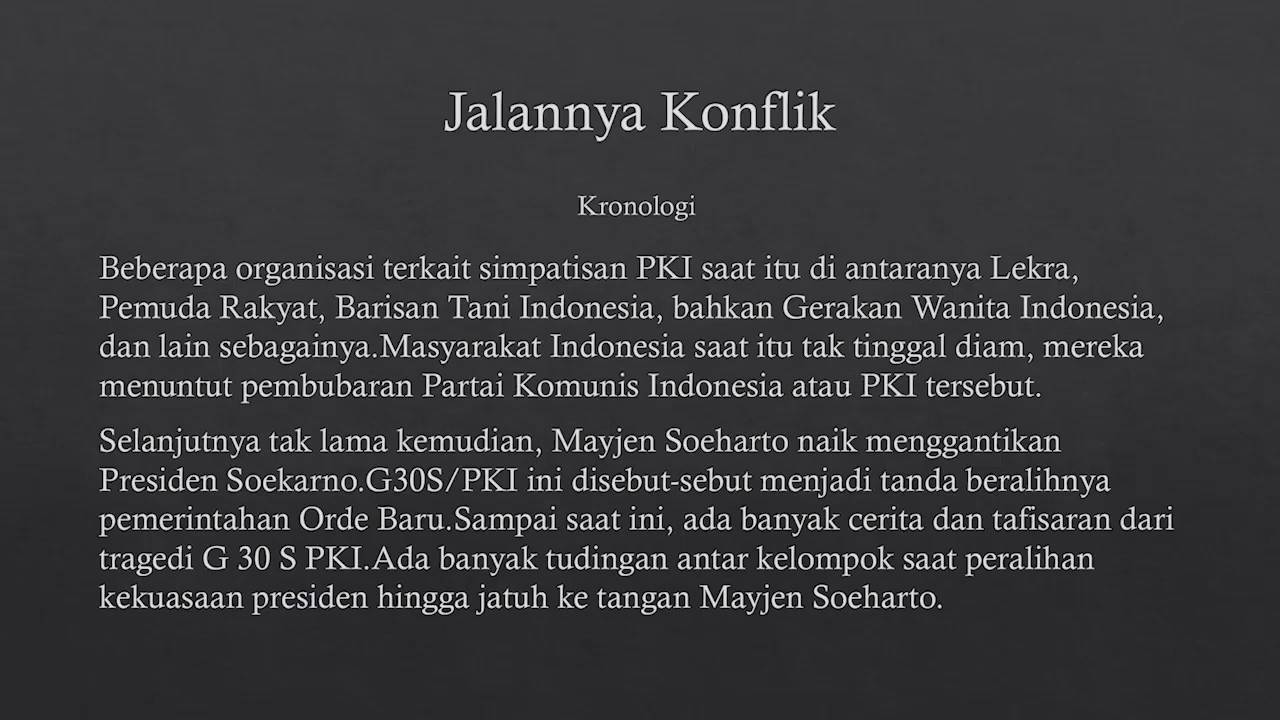 Jalannya Konflik
Kronologi
Beberapa organisasi terkait simpatisan PKI saat itu di antaranya Lekra,
Pemuda Rakyat, Barisan Tani Indonesia, bahkan Gerakan Wanita Indonesia,
dan lain sebagainya.Masyarakat Indonesia saat itu tak tinggal diam, mereka
menuntut pembubaran Partai Komunis Indonesia atau PKI tersebut.
Selanjutnya tak lama kemudian, Mayjen Soeharto naik menggantikan
Presiden Soekarno.G30S/PKI ini disebut-sebut menjadi tanda beralihnya
pemerintahan Orde Baru.Sampai saat ini, ada banyak cerita dan tafisaran dari
tragedi G 30 S PKI.Ada banyak tudingan antar kelompok saat peralihan
kekuasaan presiden hingga jatuh ke tangan Mayjen Soeharto.